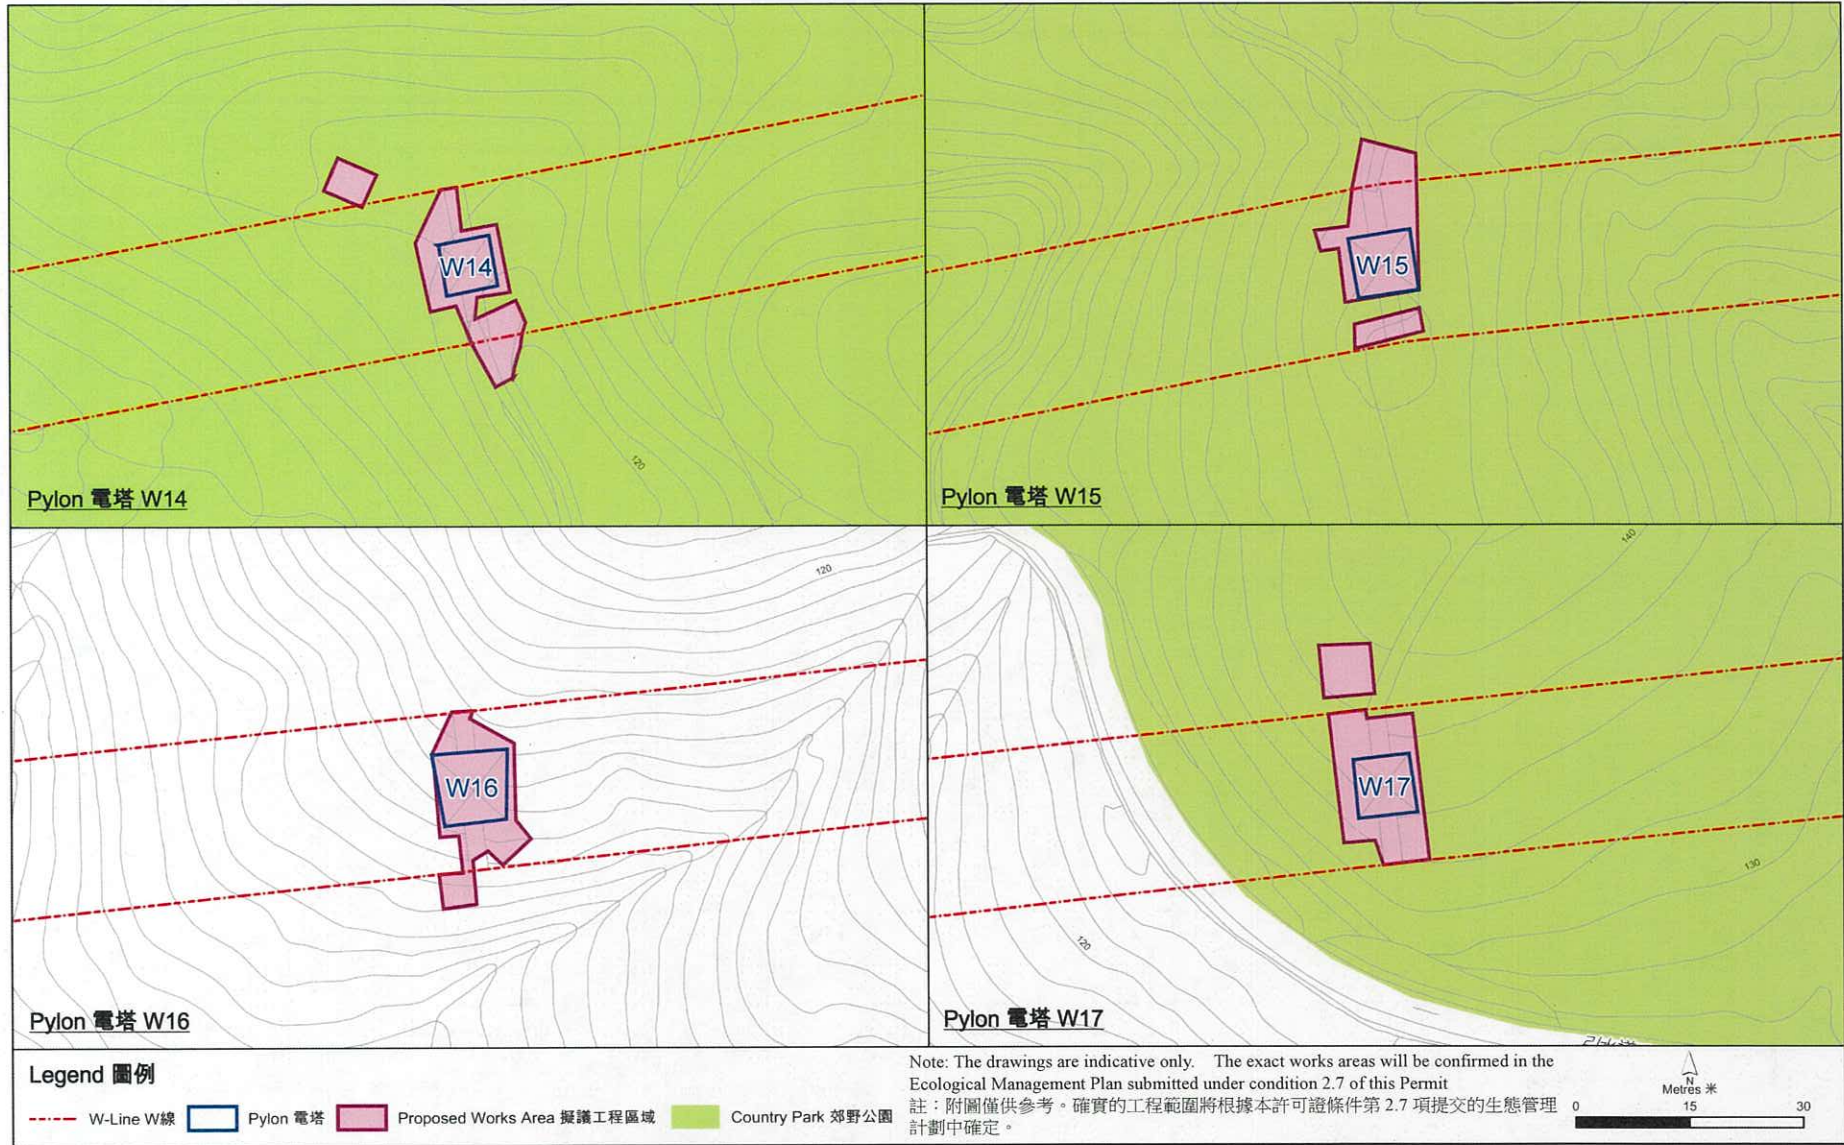 W14
120
Pylon 電塔 W14
W15
Pylon 電塔 W15
120
W16
Pylon 電塔 W16
140
W17
130
120
Pylon 電塔 W17
Legend 圖例
W-Line W線
Pylon 電塔
Proposed Works Area 擬議工程區域
Country Park 郊野公園
Note: The drawings are indicative only. The exact works areas will be confirmed in the
Ecological Management Plan submitted under condition 2.7 of this Permit
註：附圖僅供參考。確實的工程範圍將根據本許可證條件第 2.7 項提交的生態管理
計劃中確定。
N
Metres 米
0 15 30